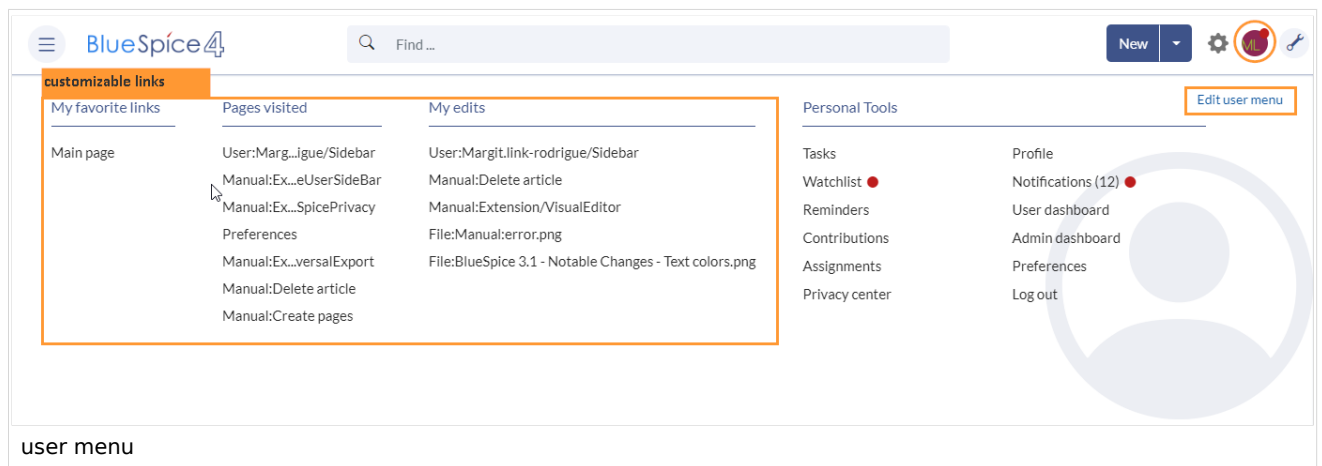 BlueSpice 4
Find ...
New
ML
customizable links
Edit user menu
My favorite links
Main page
Pages visited
User:Marg...igue/Sidebar
Manual:Ex...eUserSideBar
Manual:Ex...SpicePrivacy
Preferences
Manual:Ex...versalExport
Manual:Delete article
Manual:Create pages
My edits
User:Margit.link-rodrigue/Sidebar
Manual:Delete article
Manual:Extension/VisualEditor
File:Manual:error.png
File:BlueSpice 3.1 - Notable Changes - Text colors.png
Personal Tools
Tasks
Watchlist
Reminders
Contributions
Assignments
Privacy center
Profile
Notifications (12)
User dashboard
Admin dashboard
Preferences
Log out
user menu